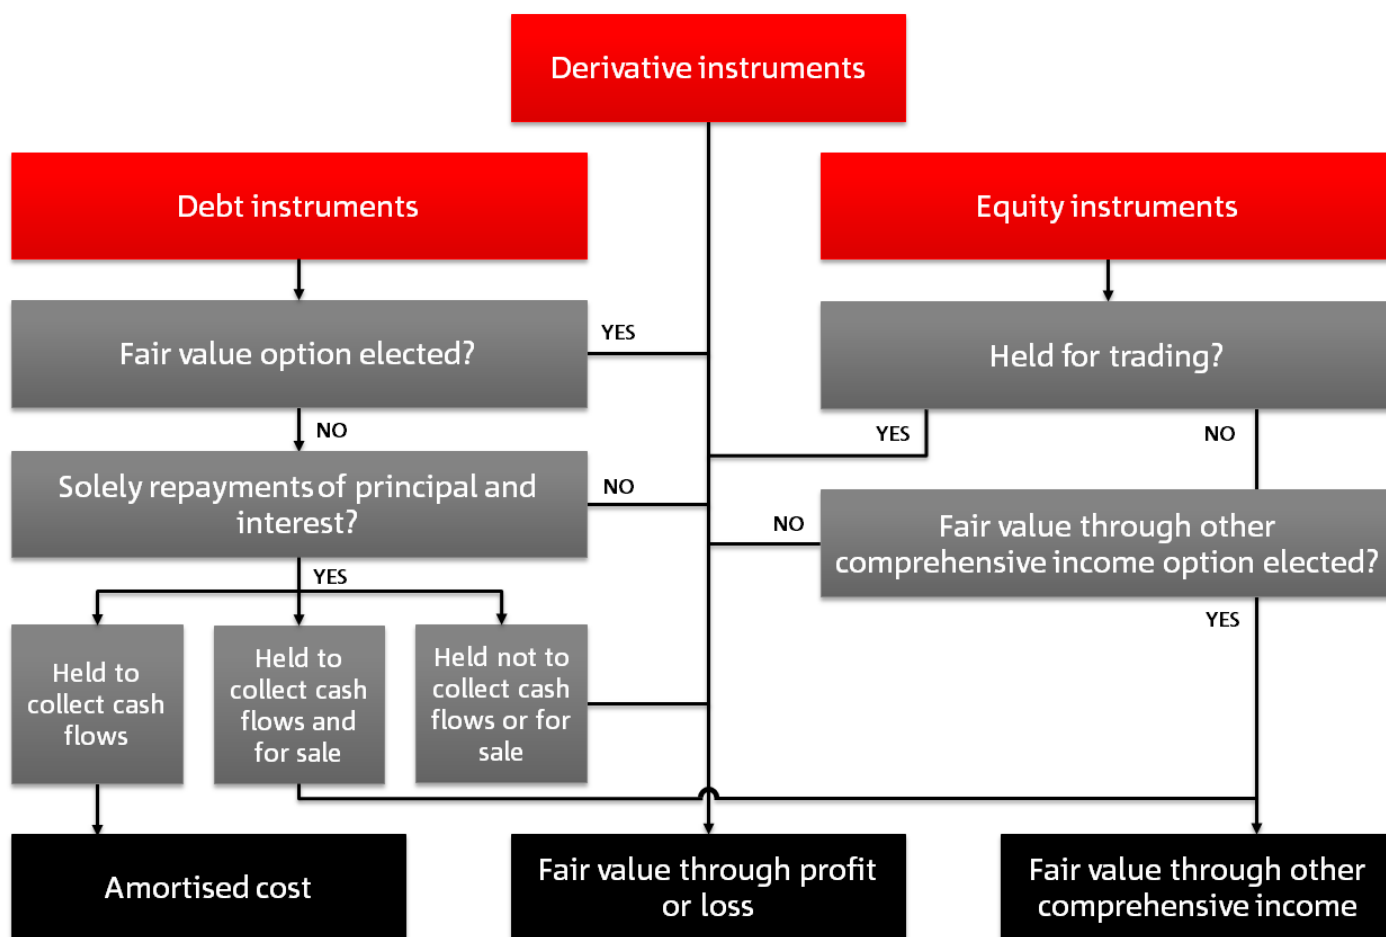 Derivative instruments
Debt instruments
Equity instruments
Fair value option elected?
YES
Held for trading?
NO
YES
NO
Solely repayments of principal and
interest?
NO
NO
Fair value through other
comprehensive income option elected?
YES
YES
Held to
collect cash
flows
Held to
collect cash
flows and
for sale
Held not to
collect cash
flows or for
sale
Amortised cost
Fair value through profit
or loss
Fair value through other
comprehensive income